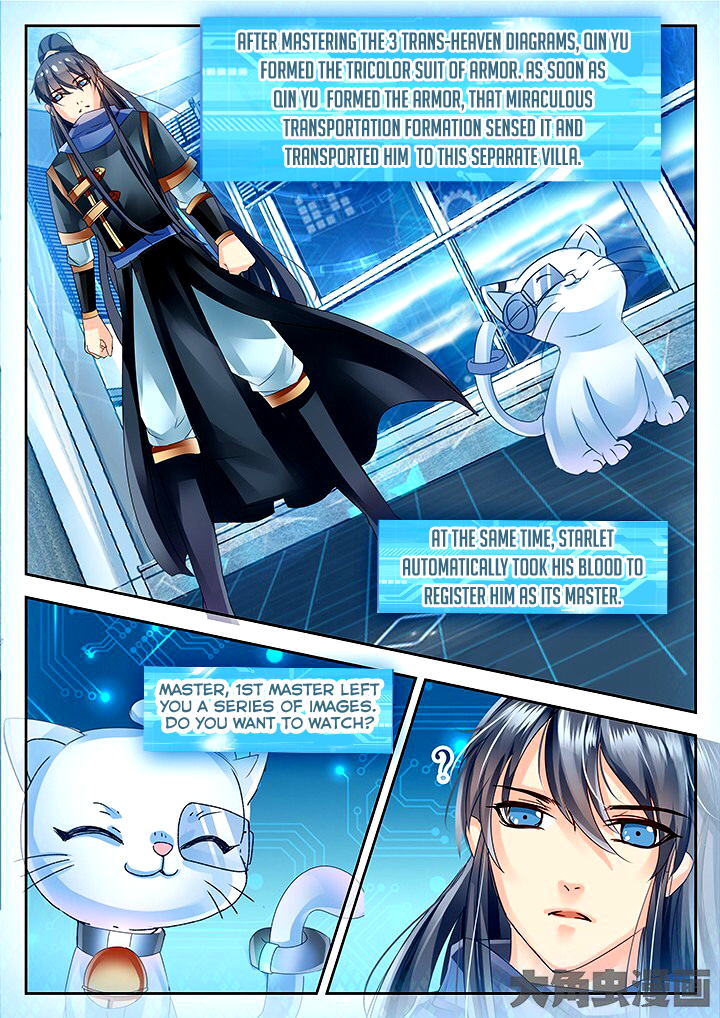 AFTER MASTERING THE 3 TRANS-HEAVEN DIAGRAMS, QIN YU
FORMED THE TRICOLOR SUIT OF ARMOR. AS SOON AS
QIN YU FORMED THE ARMOR, THAT MIRACULOUS
TRANSPORTATION FORMATION SENSED IT AND
TRANSPORTED HIM TO THIS SEPARATE VILLA.
AT THE SAME TIME, STARLET
AUTOMATICALLY TOOK HIS BLOOD TO
REGISTER HIM AS ITS MASTER.
MASTER, 1ST MASTER LEFT
YOU A SERIES OF IMAGES.
DO YOU WANT TO WATCH?
?
大角虫漫画